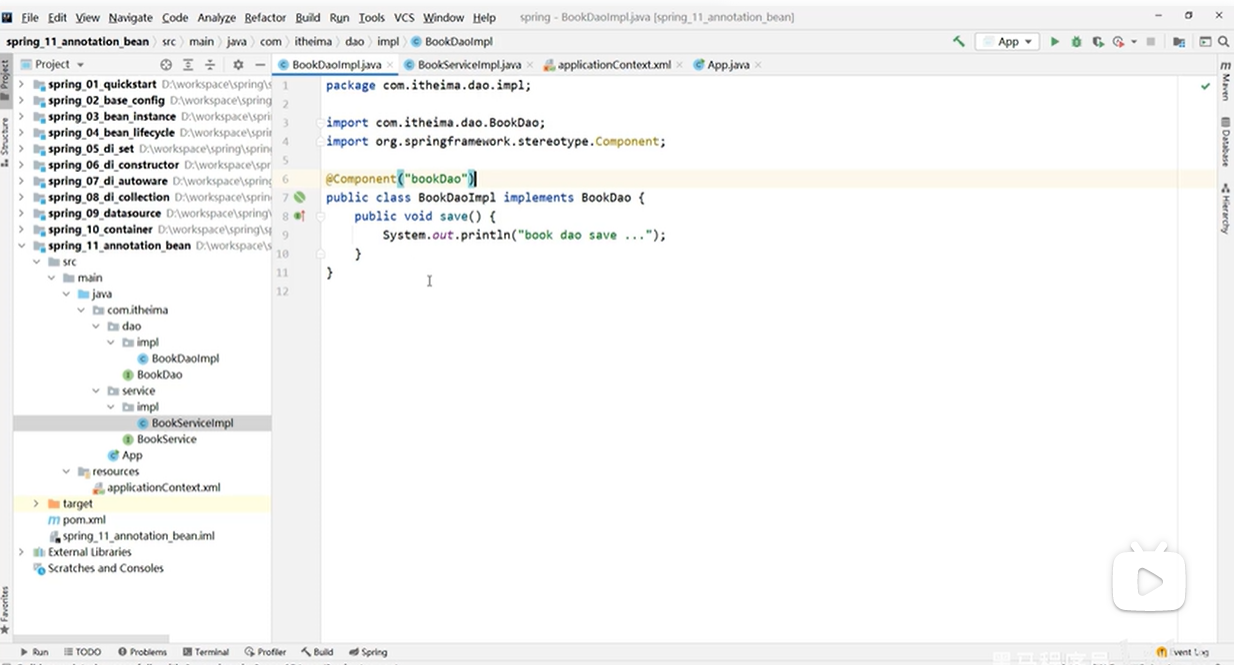 File Edit View Navigate Code Analyze Refactor Build Run Tools VCS Window Help spring - BookDaoImpl.java [spring_11_annotation_bean]
spring_11_annotation_bean src main java com itheima dao impl BookDaoImpl App
Project
BookDaoImpl.java BookServiceImpl.java applicationContext.xml App.java
Project
Structure
Favorites
spring_01_quickstart D:\workspace\spring\s
spring_02_base_config D:\workspace\spring
spring_03_bean_instance D:\workspace\spri
spring_04_bean_lifecycle D:\workspace\spri
spring_05_di_set D:\workspace\spring\sprin
spring_06_di_constructor D:\workspace\spri
spring_07_di_autoware D:\workspace\spring
spring_08_di_collection D:\workspace\spring
spring_09_datasource D:\workspace\spring\
spring_10_container D:\workspace\spring\s
spring_11_annotation_bean D:\workspace\s
src
main
java
com.itheima
dao
impl
BookDaoImpl
BookDao
service
impl
BookServiceImpl
BookService
App
resources
applicationContext.xml
target
pom.xml
spring_11_annotation_bean.iml
External Libraries
Scratches and Consoles
1 package com.itheima.dao.impl;
2
3 import com.itheima.dao.BookDao;
4 import org.springframework.stereotype.Component;
5
6 @Component("bookDao")
7 public class BookDaoImpl implements BookDao {
8 public void save() {
9 System.out.println("book dao save ...");
10 }
11 }
12
Maven
Database
Hierarchy
Run TODO Problems Terminal Profiler Build Spring Event Log